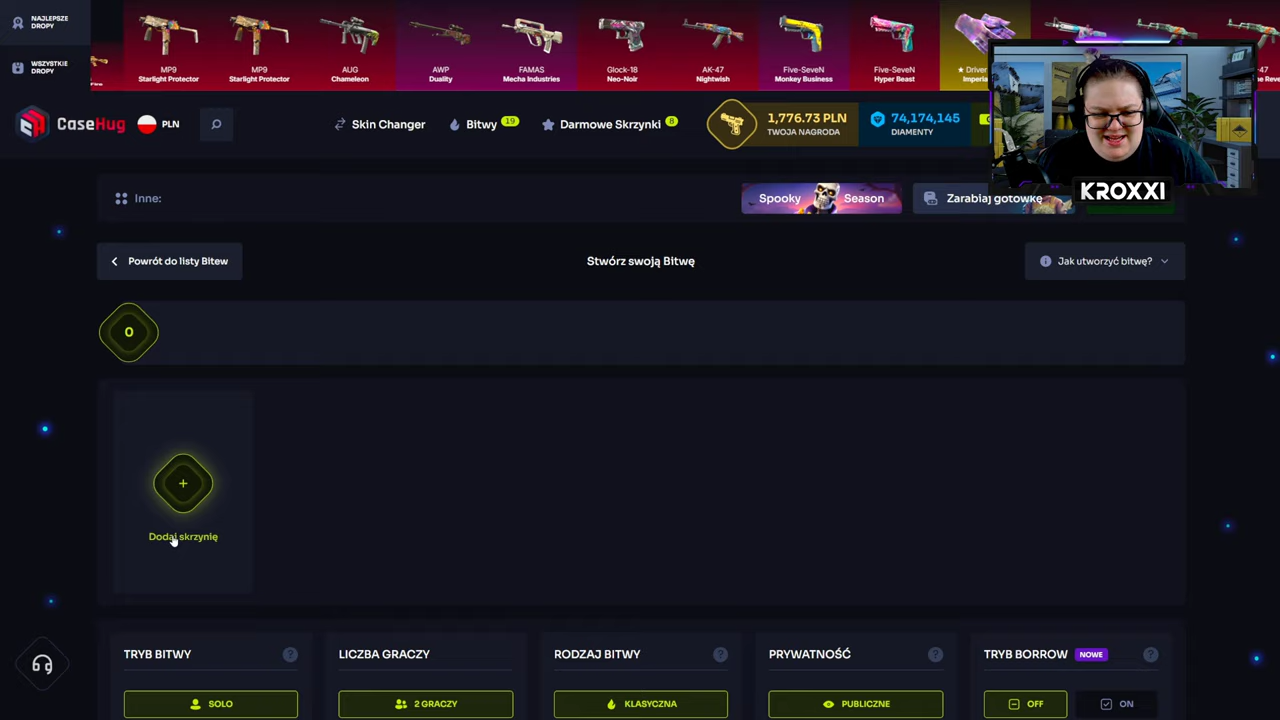 NAJLEPSZE
DROPY
WSZYSTKIE
DROPY
MP9
Starlight Protector
MP9
Starlight Protector
AUG
Chameleon
AWP
Duality
FAMAS
Mecha Industries
Glock-18
Neo-Noir
AK-47
Nightwish
Five-SeveN
Monkey Business
Five-SeveN
Hyper Beast
★ Driver
Imperia
CaseHug
PLN
Skin Changer
Bitwy 19
Darmowe Skrzynki 8
1,776.73 PLN
TWOJA NAGRODA
74,174,145
DIAMENTY
KROXXI
Inne:
Spooky Season
Zarabiaj gotówkę
Powrót do listy Bitew
Stwórz swoją Bitwę
Jak utworzyć bitwę?
0
Dodaj skrzynię
TRYB BITWY
LICZBA GRACZY
RODZAJ BITWY
PRYWATNOŚĆ
TRYB BORROW NOWE
SOLO
2 GRACZY
KLASYCZNA
PUBLICZNE
OFF
ON